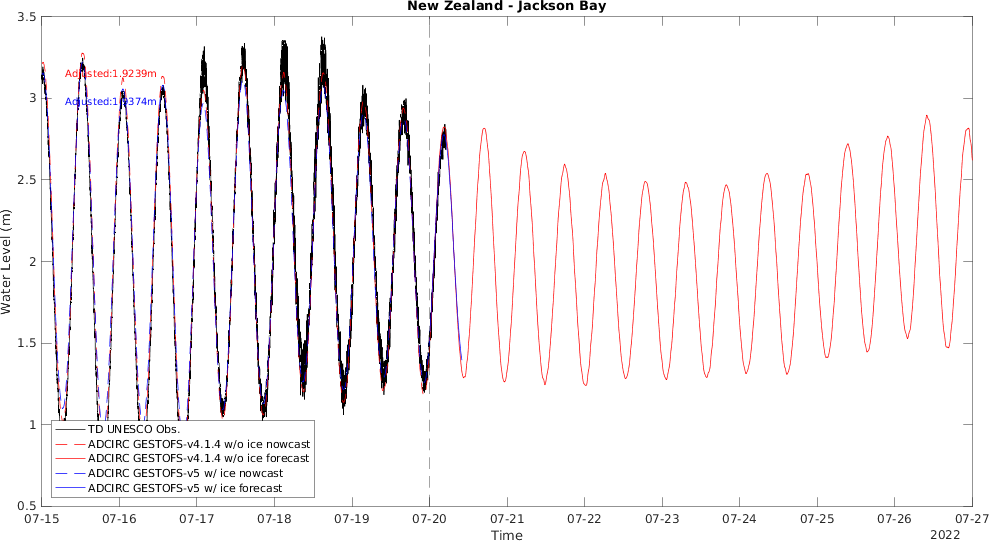 New Zealand - Jackson Bay
3.5
3
2.5
2
1.5
1
0.5
Water Level (m)
Adjusted:1.9239m
Adjusted:1.9374m
TD UNESCO Obs.
ADCIRC GESTOFS-v4.1.4 w/o ice nowcast
ADCIRC GESTOFS-v4.1.4 w/o ice forecast
ADCIRC GESTOFS-v5 w/ ice nowcast
ADCIRC GESTOFS-v5 w/ ice forecast
07-15 07-16 07-17 07-18 07-19 07-20 07-21 07-22 07-23 07-24 07-25 07-26 07-27
Time
2022